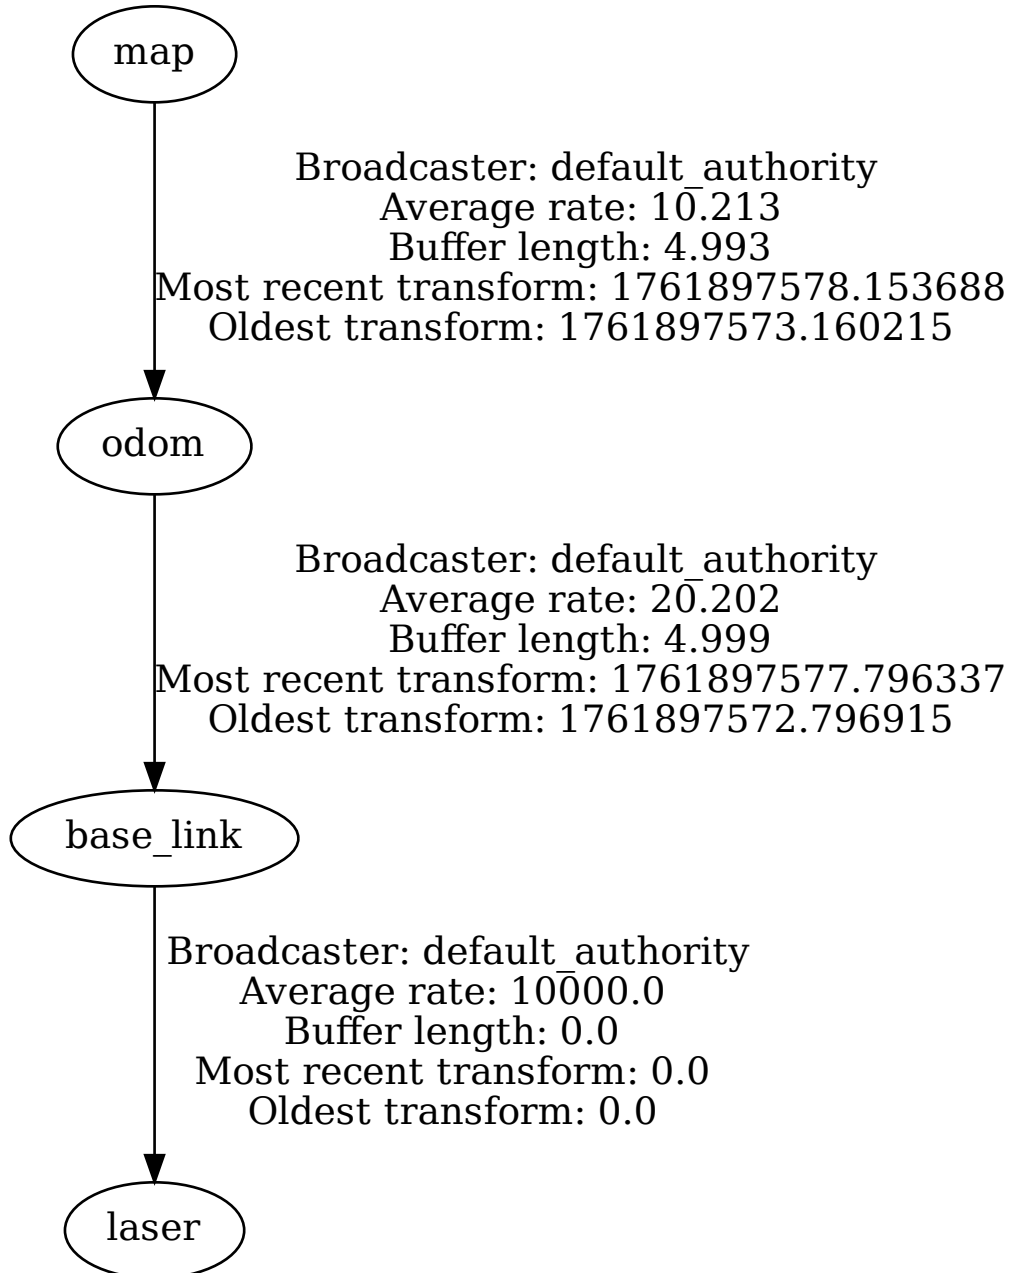 map
Broadcaster: default_authority
Average rate: 10.213
Buffer length: 4.993
Most recent transform: 1761897578.153688
Oldest transform: 1761897573.160215
odom
Broadcaster: default_authority
Average rate: 20.202
Buffer length: 4.999
Most recent transform: 1761897577.796337
Oldest transform: 1761897572.796915
base_link
Broadcaster: default_authority
Average rate: 10000.0
Buffer length: 0.0
Most recent transform: 0.0
Oldest transform: 0.0
laser